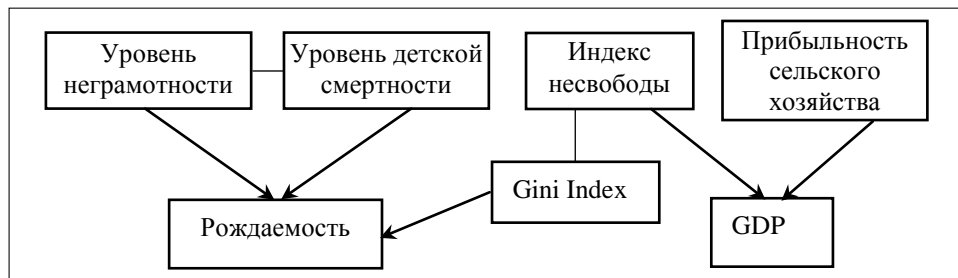 Уровень
неграмотности
Уровень детской
смертности
Индекс
несвободы
Прибыльность
сельского
хозяйства
Gini Index
Рождаемость
GDP